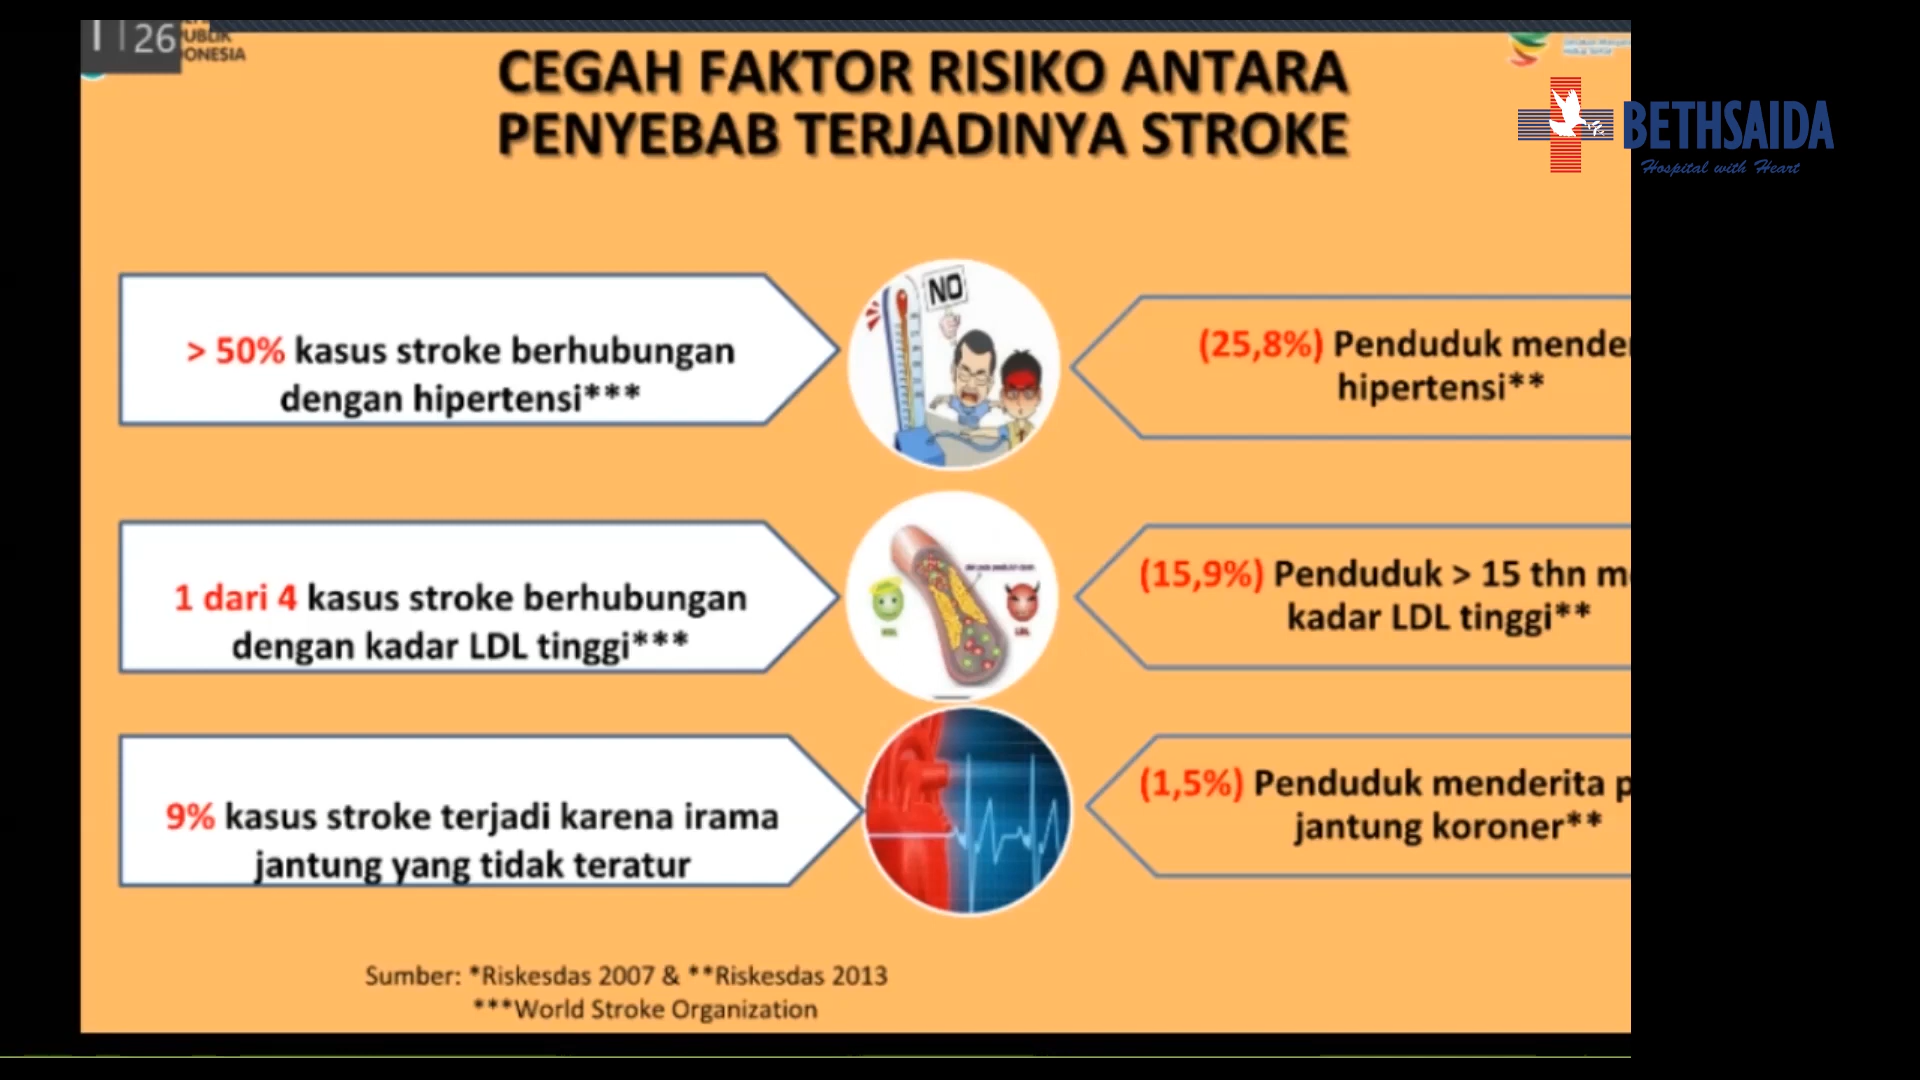 26
UBLIK
ONESIA
CEGAH FAKTOR RISIKO ANTARA
PENYEBAB TERJADINYA STROKE
BETHSAIDA
Hospital with Heart
> 50% kasus stroke berhubungan
dengan hipertensi***
NO
(25,8%) Penduduk mende
hipertensi**
1 dari 4 kasus stroke berhubungan
dengan kadar LDL tinggi***
LDL
(15,9%) Penduduk > 15 thn m
kadar LDL tinggi**
9% kasus stroke terjadi karena irama
jantung yang tidak teratur
(1,5%) Penduduk menderita p
jantung koroner**
Sumber: *Riskesdas 2007 & **Riskesdas 2013
***World Stroke Organization